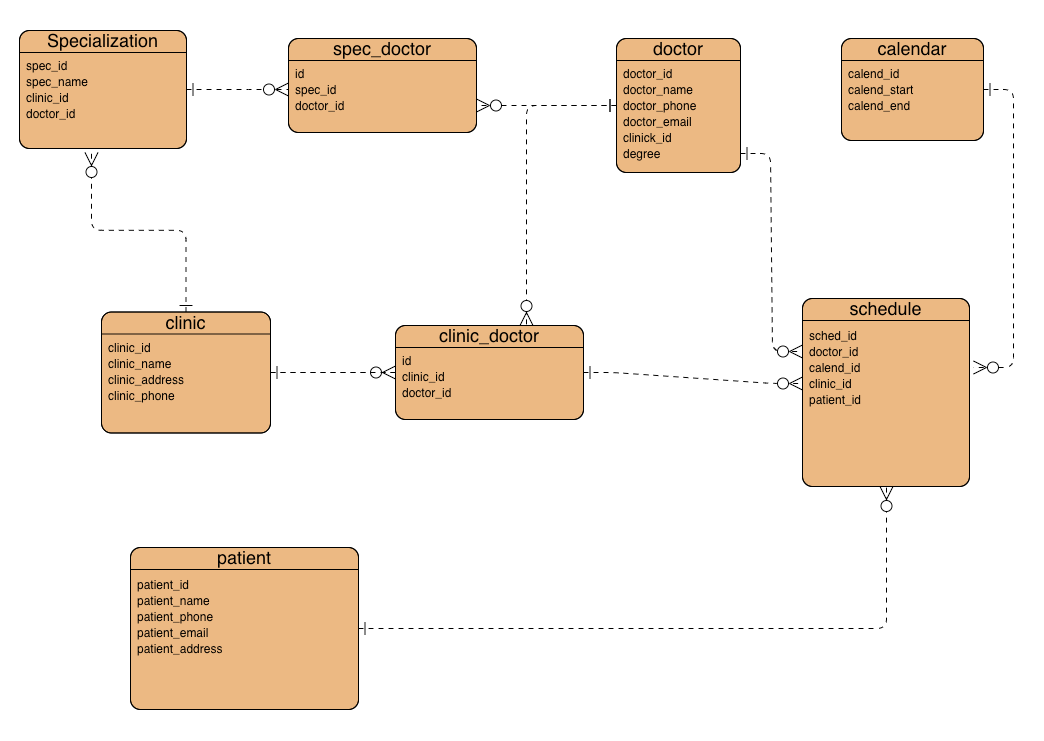 Specialization
spec_id
spec_name
clinic_id
doctor_id
spec_doctor
id
spec_id
doctor_id
doctor
doctor_id
doctor_name
doctor_phone
doctor_email
clinick_id
degree
calendar
calend_id
calend_start
calend_end
clinic
clinic_id
clinic_name
clinic_address
clinic_phone
clinic_doctor
id
clinic_id
doctor_id
schedule
sched_id
doctor_id
calend_id
clinic_id
patient_id
patient
patient_id
patient_name
patient_phone
patient_email
patient_address